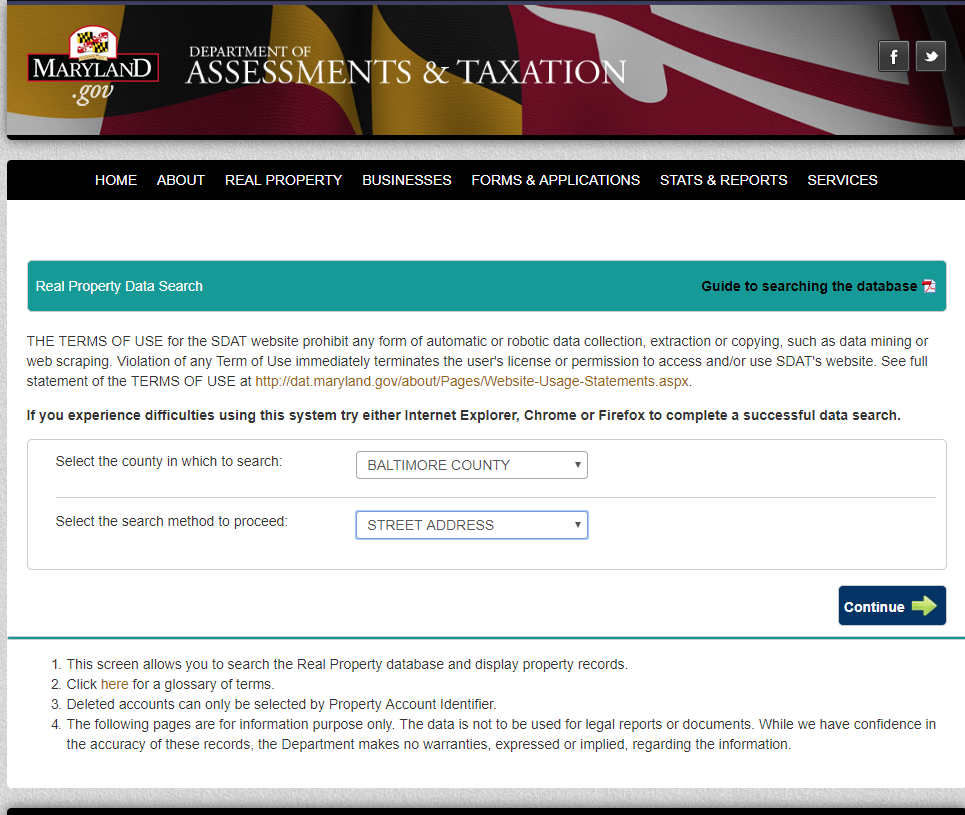 MARYLAND
.gov
DEPARTMENT OF
ASSESSMENTS & TAXATION
f
HOME ABOUT REAL PROPERTY BUSINESSES FORMS & APPLICATIONS STATS & REPORTS SERVICES
Real Property Data Search Guide to searching the database
THE TERMS OF USE for the SDAT website prohibit any form of automatic or robotic data collection, extraction or copying, such as data mining or
web scraping. Violation of any Term of Use immediately terminates the user's license or permission to access and/or use SDAT's website. See full
statement of the TERMS OF USE at http://dat.maryland.gov/about/Pages/Website-Usage-Statements.aspx.
If you experience difficulties using this system try either Internet Explorer, Chrome or Firefox to complete a successful data search.
Select the county in which to search: BALTIMORE COUNTY
Select the search method to proceed: STREET ADDRESS
Continue
1. This screen allows you to search the Real Property database and display property records.
2. Click here for a glossary of terms.
3. Deleted accounts can only be selected by Property Account Identifier.
4. The following pages are for information purpose only. The data is not to be used for legal reports or documents. While we have confidence in
the accuracy of these records, the Department makes no warranties, expressed or implied, regarding the information.